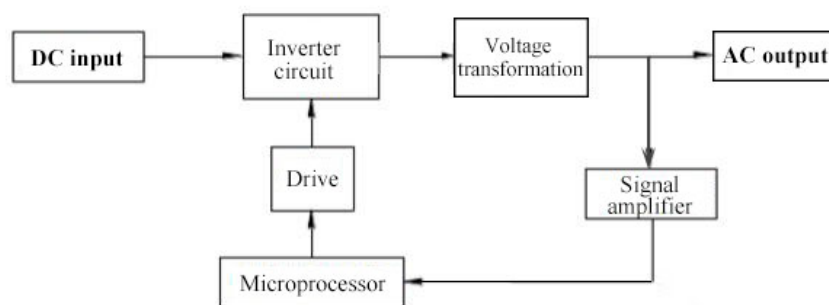 DC input
Inverter
circuit
Voltage
transformation
AC output
Drive
Signal
amplifier
Microprocessor